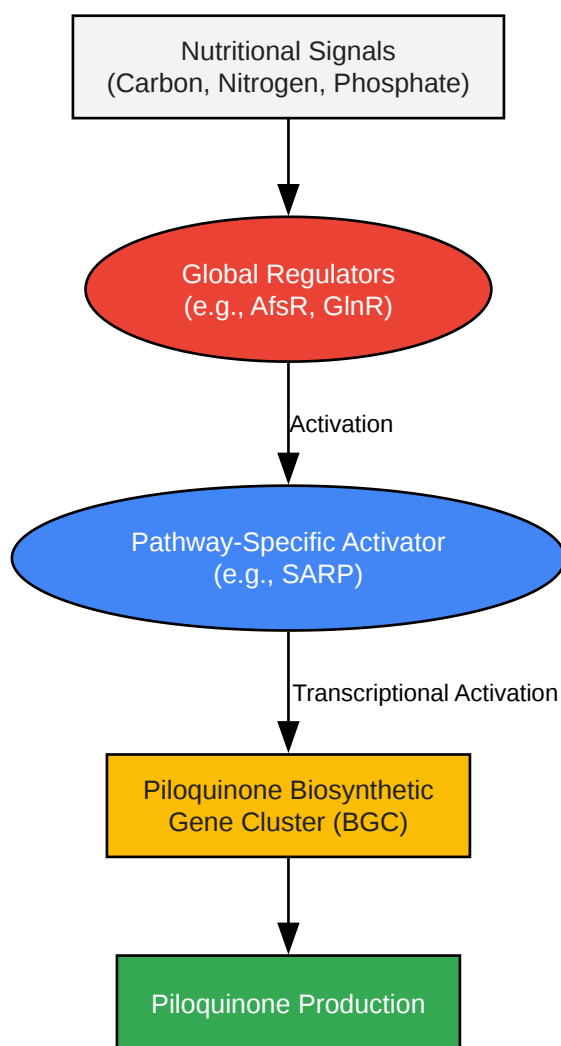 Nutritional Signals
(Carbon, Nitrogen, Phosphate)
Global Regulators
(e.g., AfsR, GlnR)
Activation
Pathway-Specific Activator
(e.g., SARP)
Transcriptional Activation
Piloquinone Biosynthetic
Gene Cluster (BGC)
Piloquinone Production